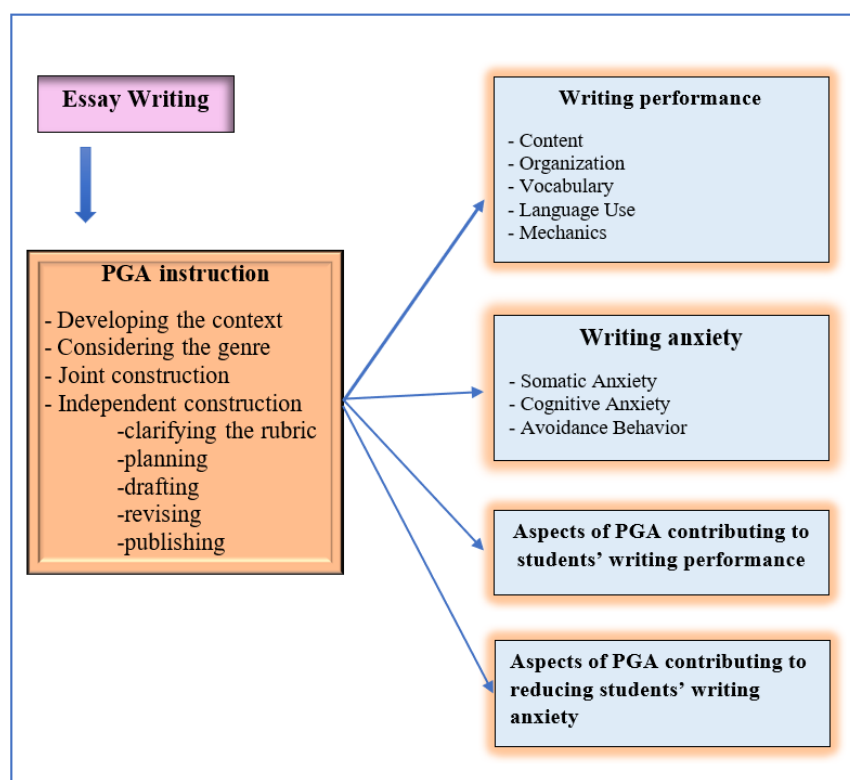 Essay Writing
PGA instruction
- Developing the context
- Considering the genre
- Joint construction
- Independent construction
-clarifying the rubric
-planning
-drafting
-revising
-publishing
Writing performance
- Content
- Organization
- Vocabulary
- Language Use
- Mechanics
Writing anxiety
- Somatic Anxiety
- Cognitive Anxiety
- Avoidance Behavior
Aspects of PGA contributing to
students’ writing performance
Aspects of PGA contributing to
reducing students’ writing
anxiety